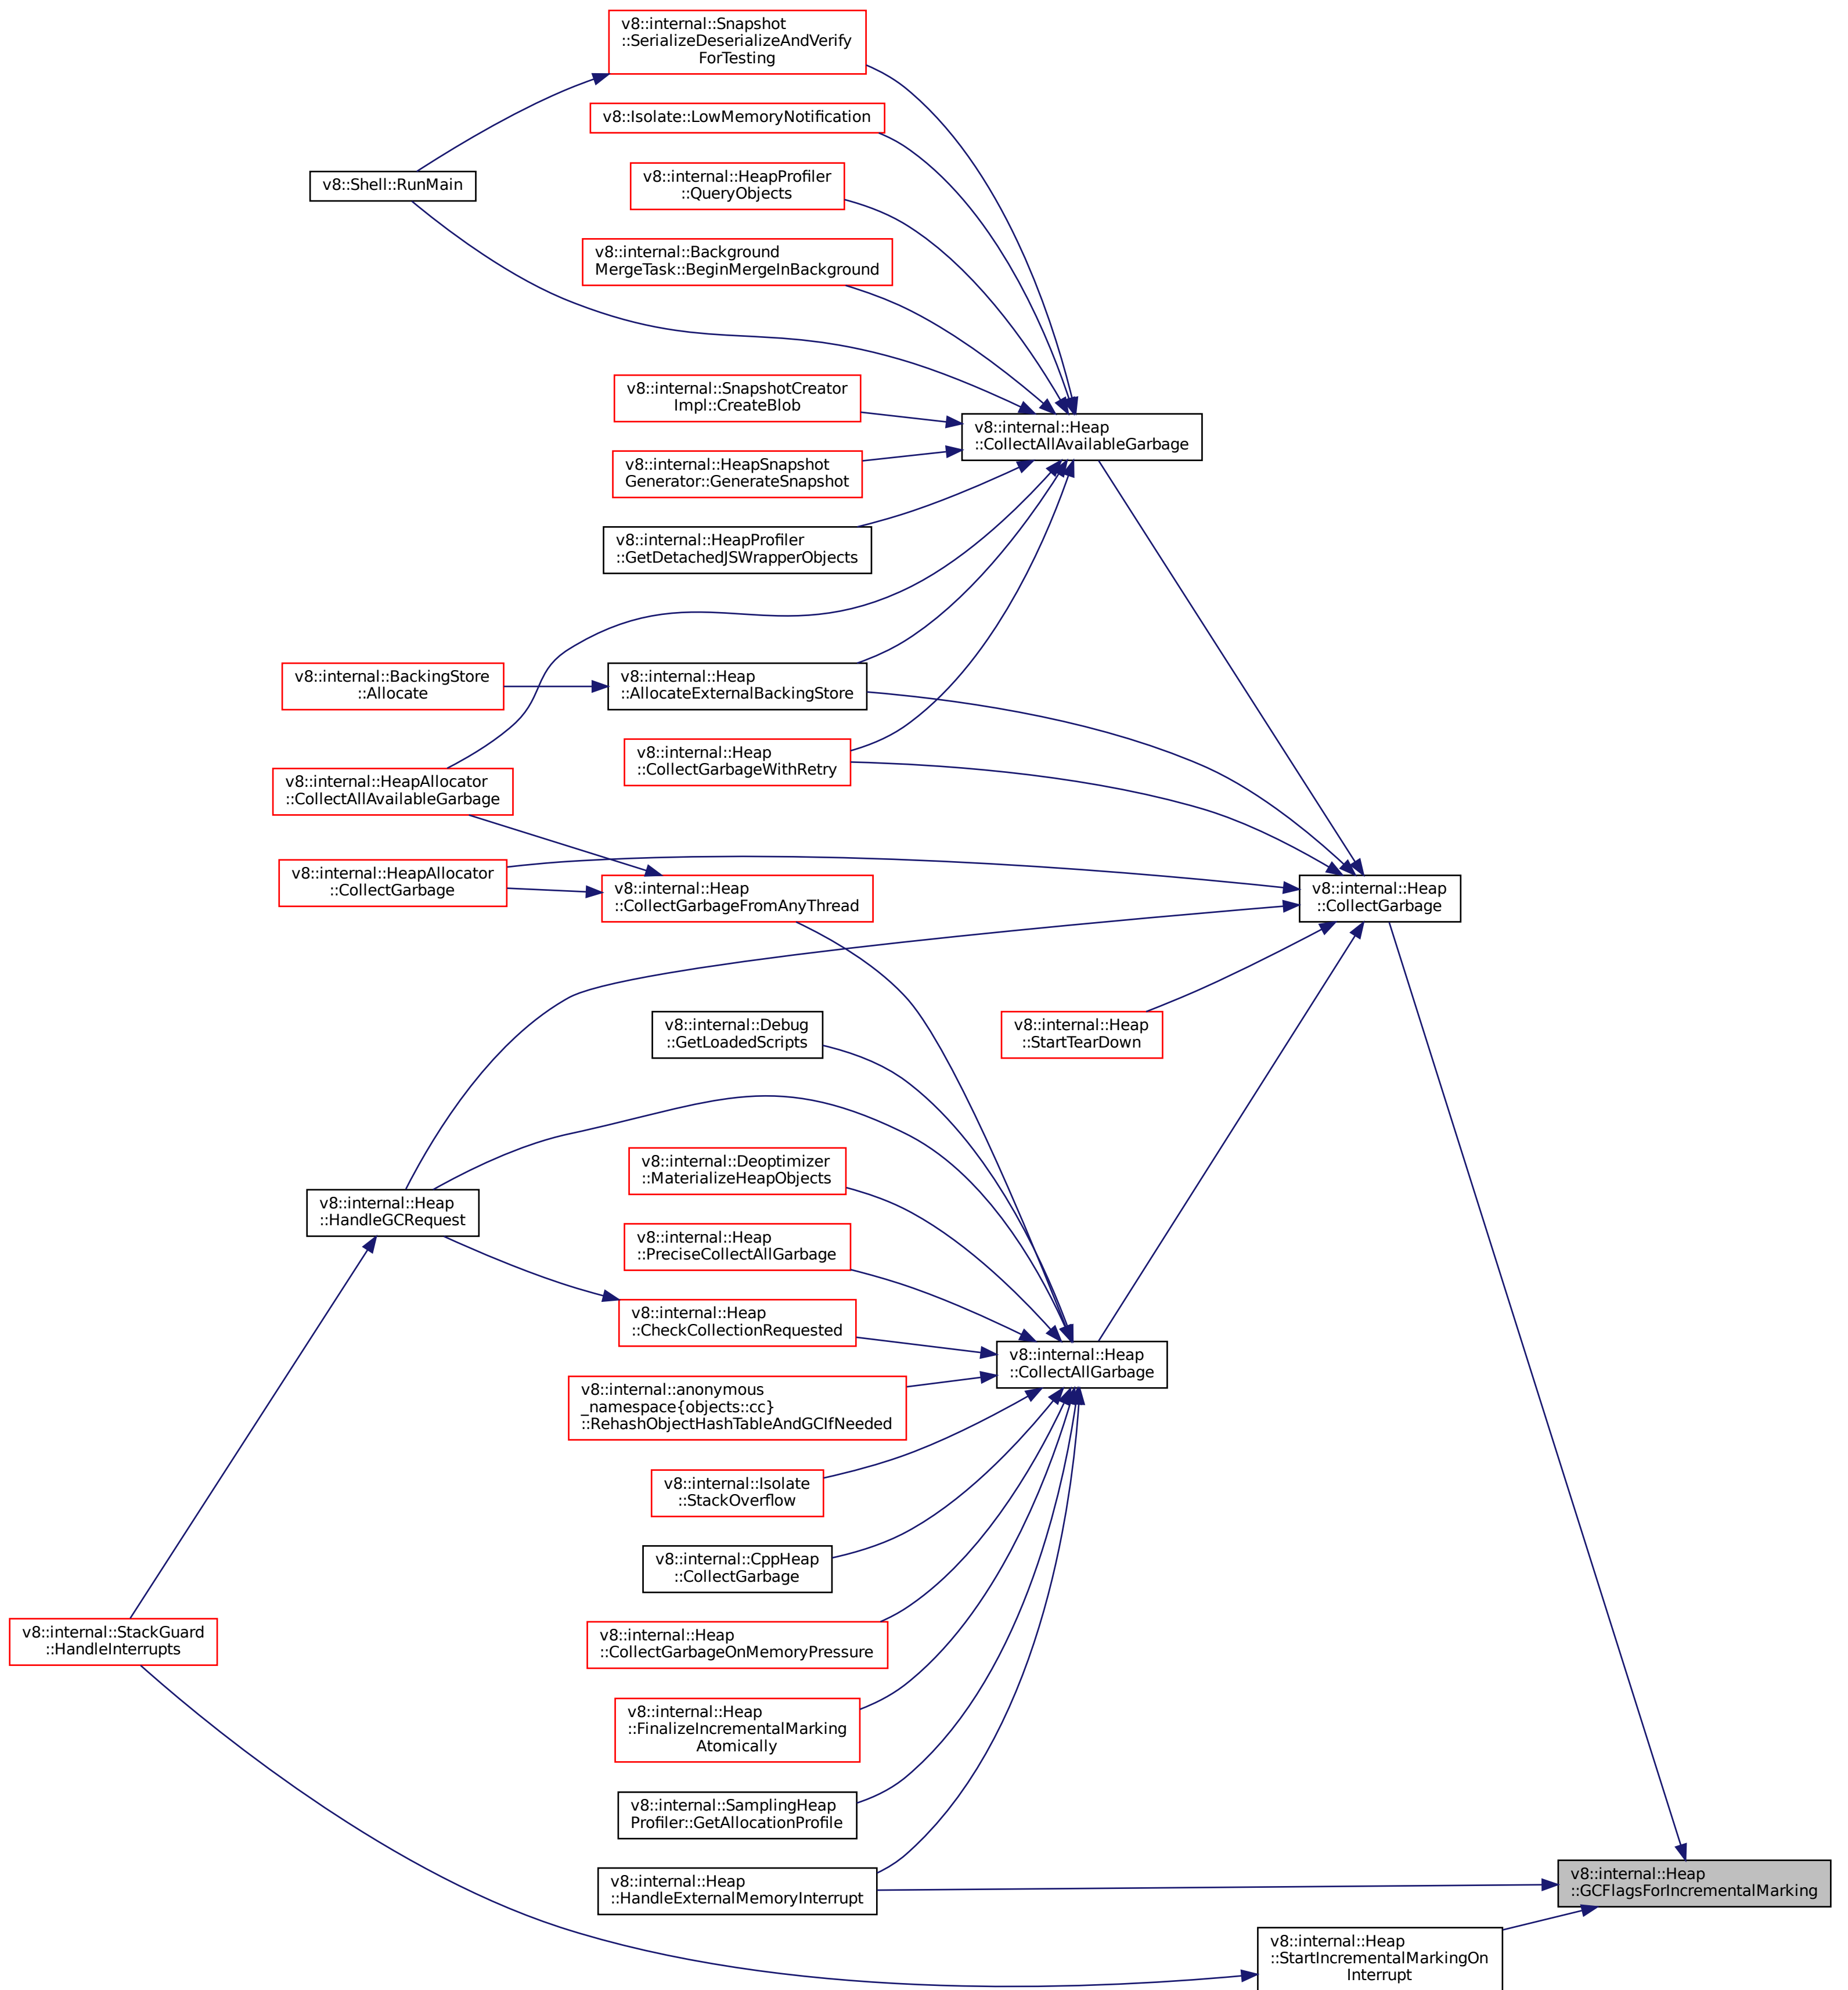 v8::internal::Snapshot
::SerializeDeserializeAndVerify
ForTesting
v8::Isolate::LowMemoryNotification
v8::internal::HeapProfiler
::QueryObjects
v8::Shell::RunMain
v8::internal::Background
MergeTask::BeginMergeInBackground
v8::internal::SnapshotCreator
Impl::CreateBlob
v8::internal::Heap
::CollectAllAvailableGarbage
v8::internal::HeapSnapshot
Generator::GenerateSnapshot
v8::internal::HeapProfiler
::GetDetachedJSWrapperObjects
v8::internal::BackingStore
::Allocate
v8::internal::Heap
::AllocateExternalBackingStore
v8::internal::Heap
::CollectGarbageWithRetry
v8::internal::HeapAllocator
::CollectAllAvailableGarbage
v8::internal::HeapAllocator
::CollectGarbage
v8::internal::Heap
::CollectGarbageFromAnyThread
v8::internal::Heap
::CollectGarbage
v8::internal::Debug
::GetLoadedScripts
v8::internal::Heap
::StartTearDown
v8::internal::Deoptimizer
::MaterializeHeapObjects
v8::internal::Heap
::HandleGCRequest
v8::internal::Heap
::PreciseCollectAllGarbage
v8::internal::Heap
::CheckCollectionRequested
v8::internal::Heap
::CollectAllGarbage
v8::internal::anonymous
_namespace{objects::cc}
::RehashObjectHashTableAndGCIfNeeded
v8::internal::Isolate
::StackOverflow
v8::internal::CppHeap
::CollectGarbage
v8::internal::StackGuard
::HandleInterrupts
v8::internal::Heap
::CollectGarbageOnMemoryPressure
v8::internal::Heap
::FinalizeIncrementalMarking
Atomically
v8::internal::SamplingHeap
Profiler::GetAllocationProfile
v8::internal::Heap
::HandleExternalMemoryInterrupt
v8::internal::Heap
::GCFlagsForIncrementalMarking
v8::internal::Heap
::StartIncrementalMarkingOn
Interrupt